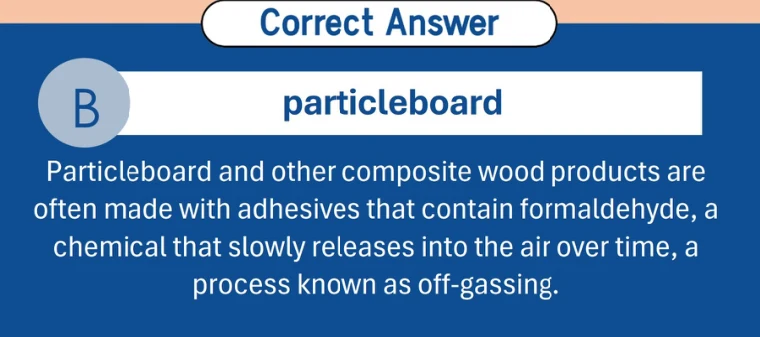 Correct Answer
B
particleboard
Particleboard and other composite wood products are
often made with adhesives that contain formaldehyde, a
chemical that slowly releases into the air over time, a
process known as off-gassing.